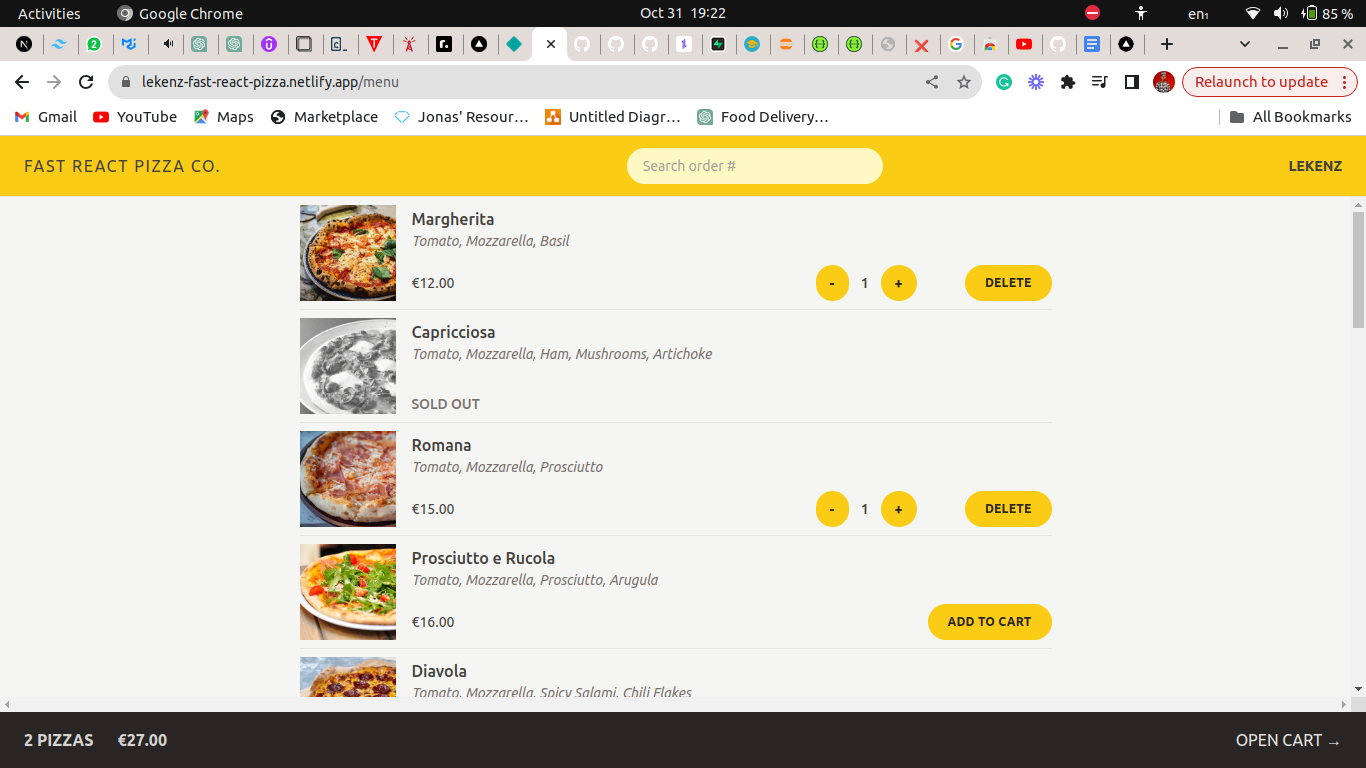 Activities Google Chrome Oct 31 19:22 en₁ 85 %
lekenz-fast-react-pizza.netlify.app/menu Relaunch to update
Gmail YouTube Maps Marketplace Jonas' Resour… Untitled Diagr… Food Delivery… All Bookmarks
FAST REACT PIZZA CO. Search order # LEKENZ
Margherita
Tomato, Mozzarella, Basil
€12.00 - 1 + DELETE
Capricciosa
Tomato, Mozzarella, Ham, Mushrooms, Artichoke
SOLD OUT
Romana
Tomato, Mozzarella, Prosciutto
€15.00 - 1 + DELETE
Prosciutto e Rucola
Tomato, Mozzarella, Prosciutto, Arugula
€16.00 ADD TO CART
Diavola
Tomato, Mozzarella, Spicy Salami, Chili Flakes
2 PIZZAS €27.00 OPEN CART →